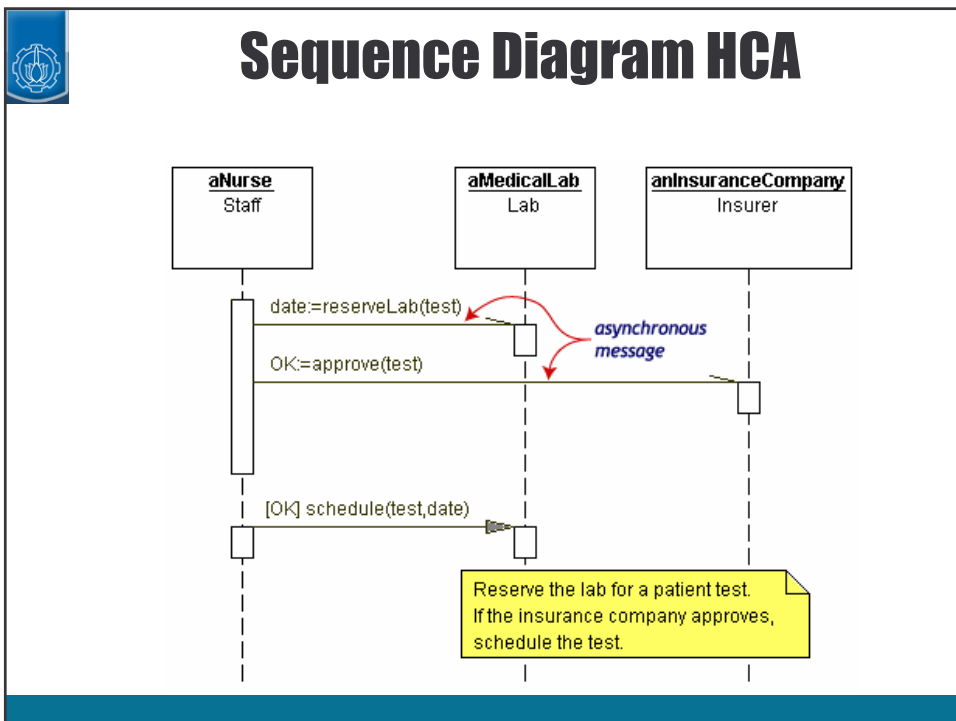 Sequence Diagram HCA
aNurse
Staff
aMedicalLab
Lab
anInsuranceCompany
Insurer
date:=reserveLab(test)
asynchronous
message
OK:=approve(test)
[OK] schedule(test,date)
Reserve the lab for a patient test.
If the insurance company approves,
schedule the test.